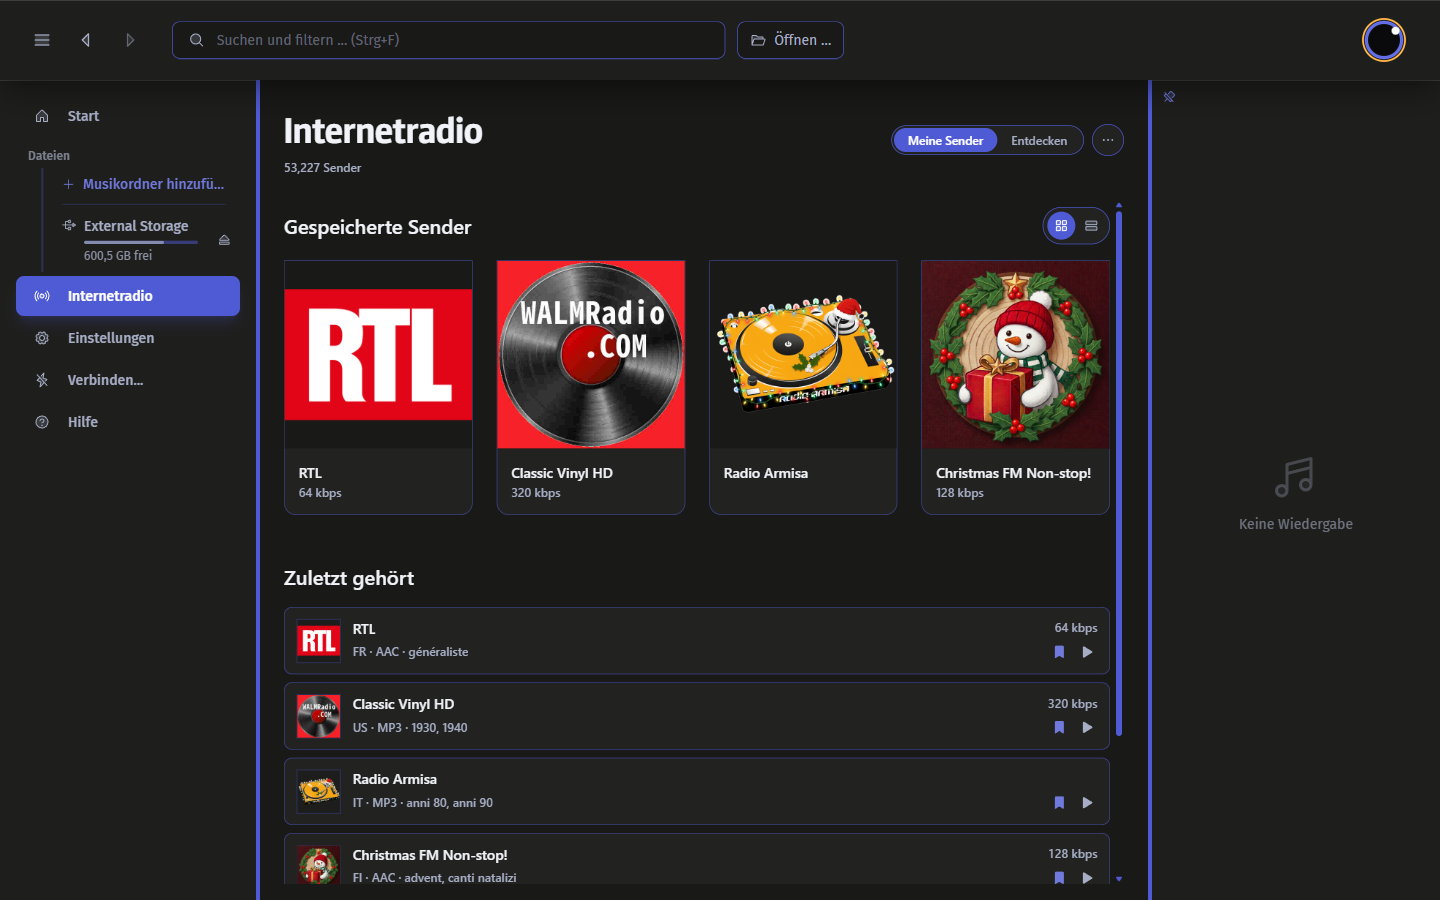 Suchen und filtern ... (Strg+F)
Öffnen ...
Start
Dateien
Musikordner hinzufü...
External Storage
600,5 GB frei
Internetradio
Einstellungen
Verbinden...
Hilfe
Internetradio
53,227 Sender
Meine Sender
Entdecken
Gespeicherte Sender
RTL
RTL
64 kbps
WALMRadio
.COM
Classic Vinyl HD
320 kbps
Radio Armisa
Radio Armisa
Christmas FM Non-stop!
128 kbps
Zuletzt gehört
RTL
RTL
64 kbps
FR · AAC · généraliste
WALMRadio
.COM
Classic Vinyl HD
320 kbps
US · MP3 · 1930, 1940
Radio Armisa
IT · MP3 · anni 80, anni 90
Christmas FM Non-stop!
128 kbps
FI · AAC · advent, canti natalizi
Keine Wiedergabe